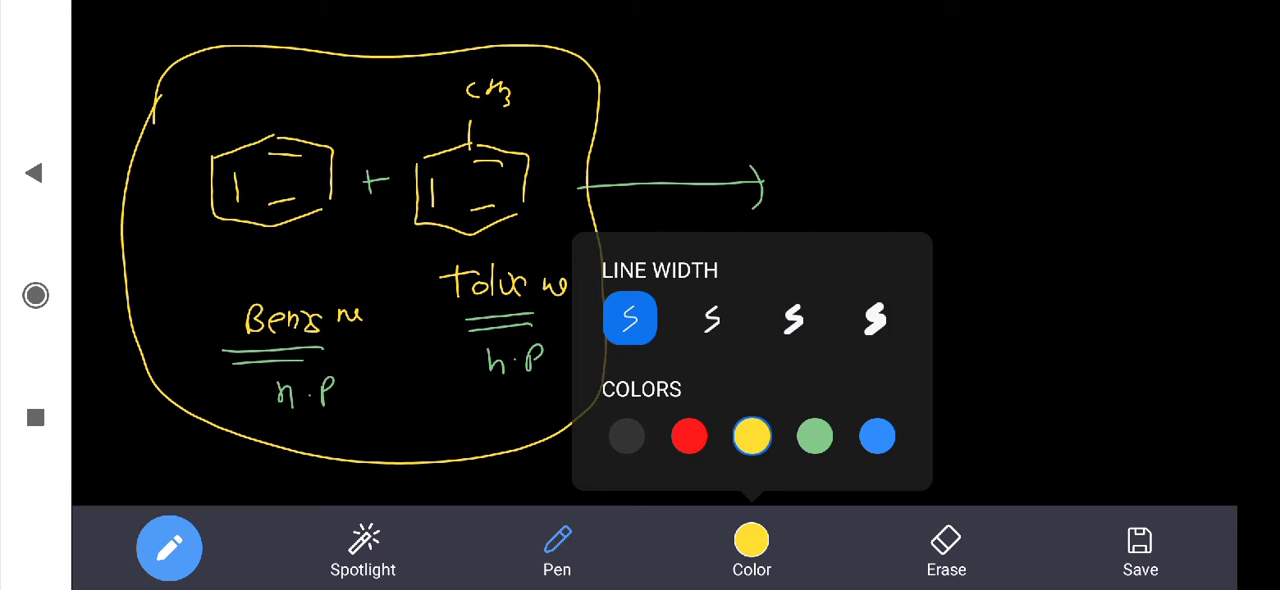 CH3
+
Toluene
Benzene
n.p
n.p
LINE WIDTH
S S S S
COLORS
Spotlight Pen Color Erase Save